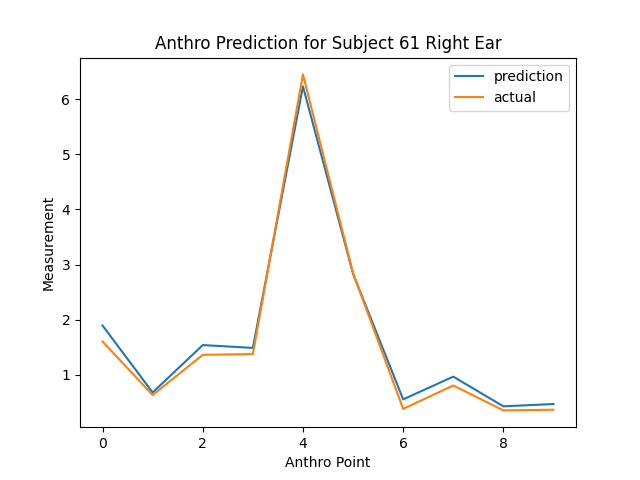 Anthro Prediction for Subject 61 Right Ear
prediction
actual
Measurement
6
5
4
3
2
1
0 2 4 6 8
Anthro Point